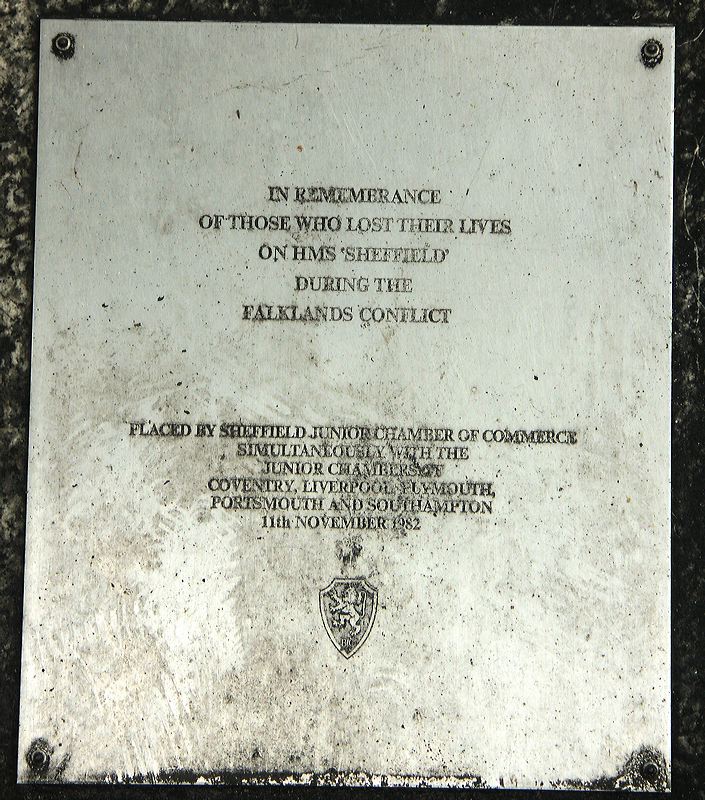 IN REMEMBRANCE
OF THOSE WHO LOST THEIR LIVES
ON HMS 'SHEFFIELD'
DURING THE
FALKLANDS CONFLICT
PLACED BY SHEFFIELD JUNIOR CHAMBER OF COMMERCE
SIMULTANEOUSLY WITH THE
JUNIOR CHAMBERS OF
COVENTRY, LIVERPOOL, PLYMOUTH,
PORTSMOUTH AND SOUTHAMPTON
11th NOVEMBER 1982